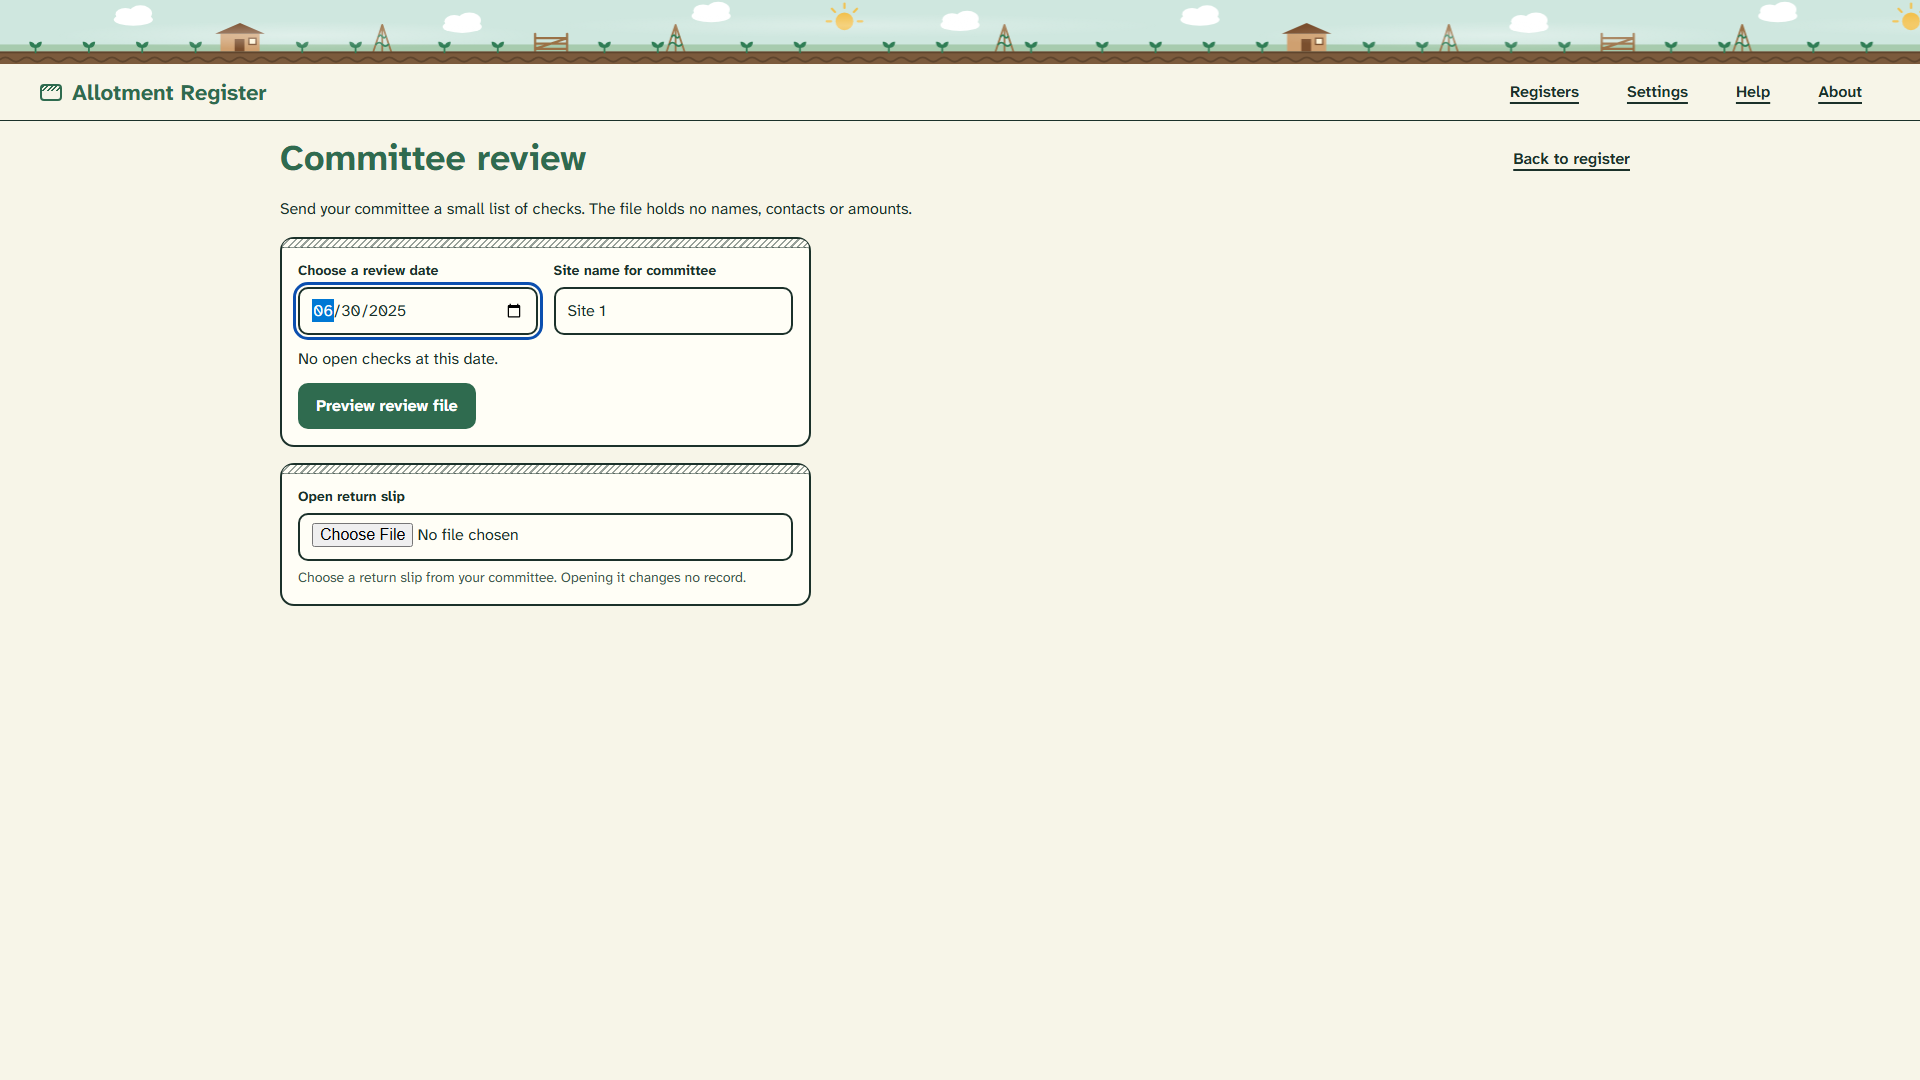 Allotment Register
Registers
Settings
Help
About
Committee review
Back to register
Send your committee a small list of checks. The file holds no names, contacts or amounts.
Choose a review date
Site name for committee
06/30/2025
Site 1
No open checks at this date.
Preview review file
Open return slip
Choose File No file chosen
Choose a return slip from your committee. Opening it changes no record.